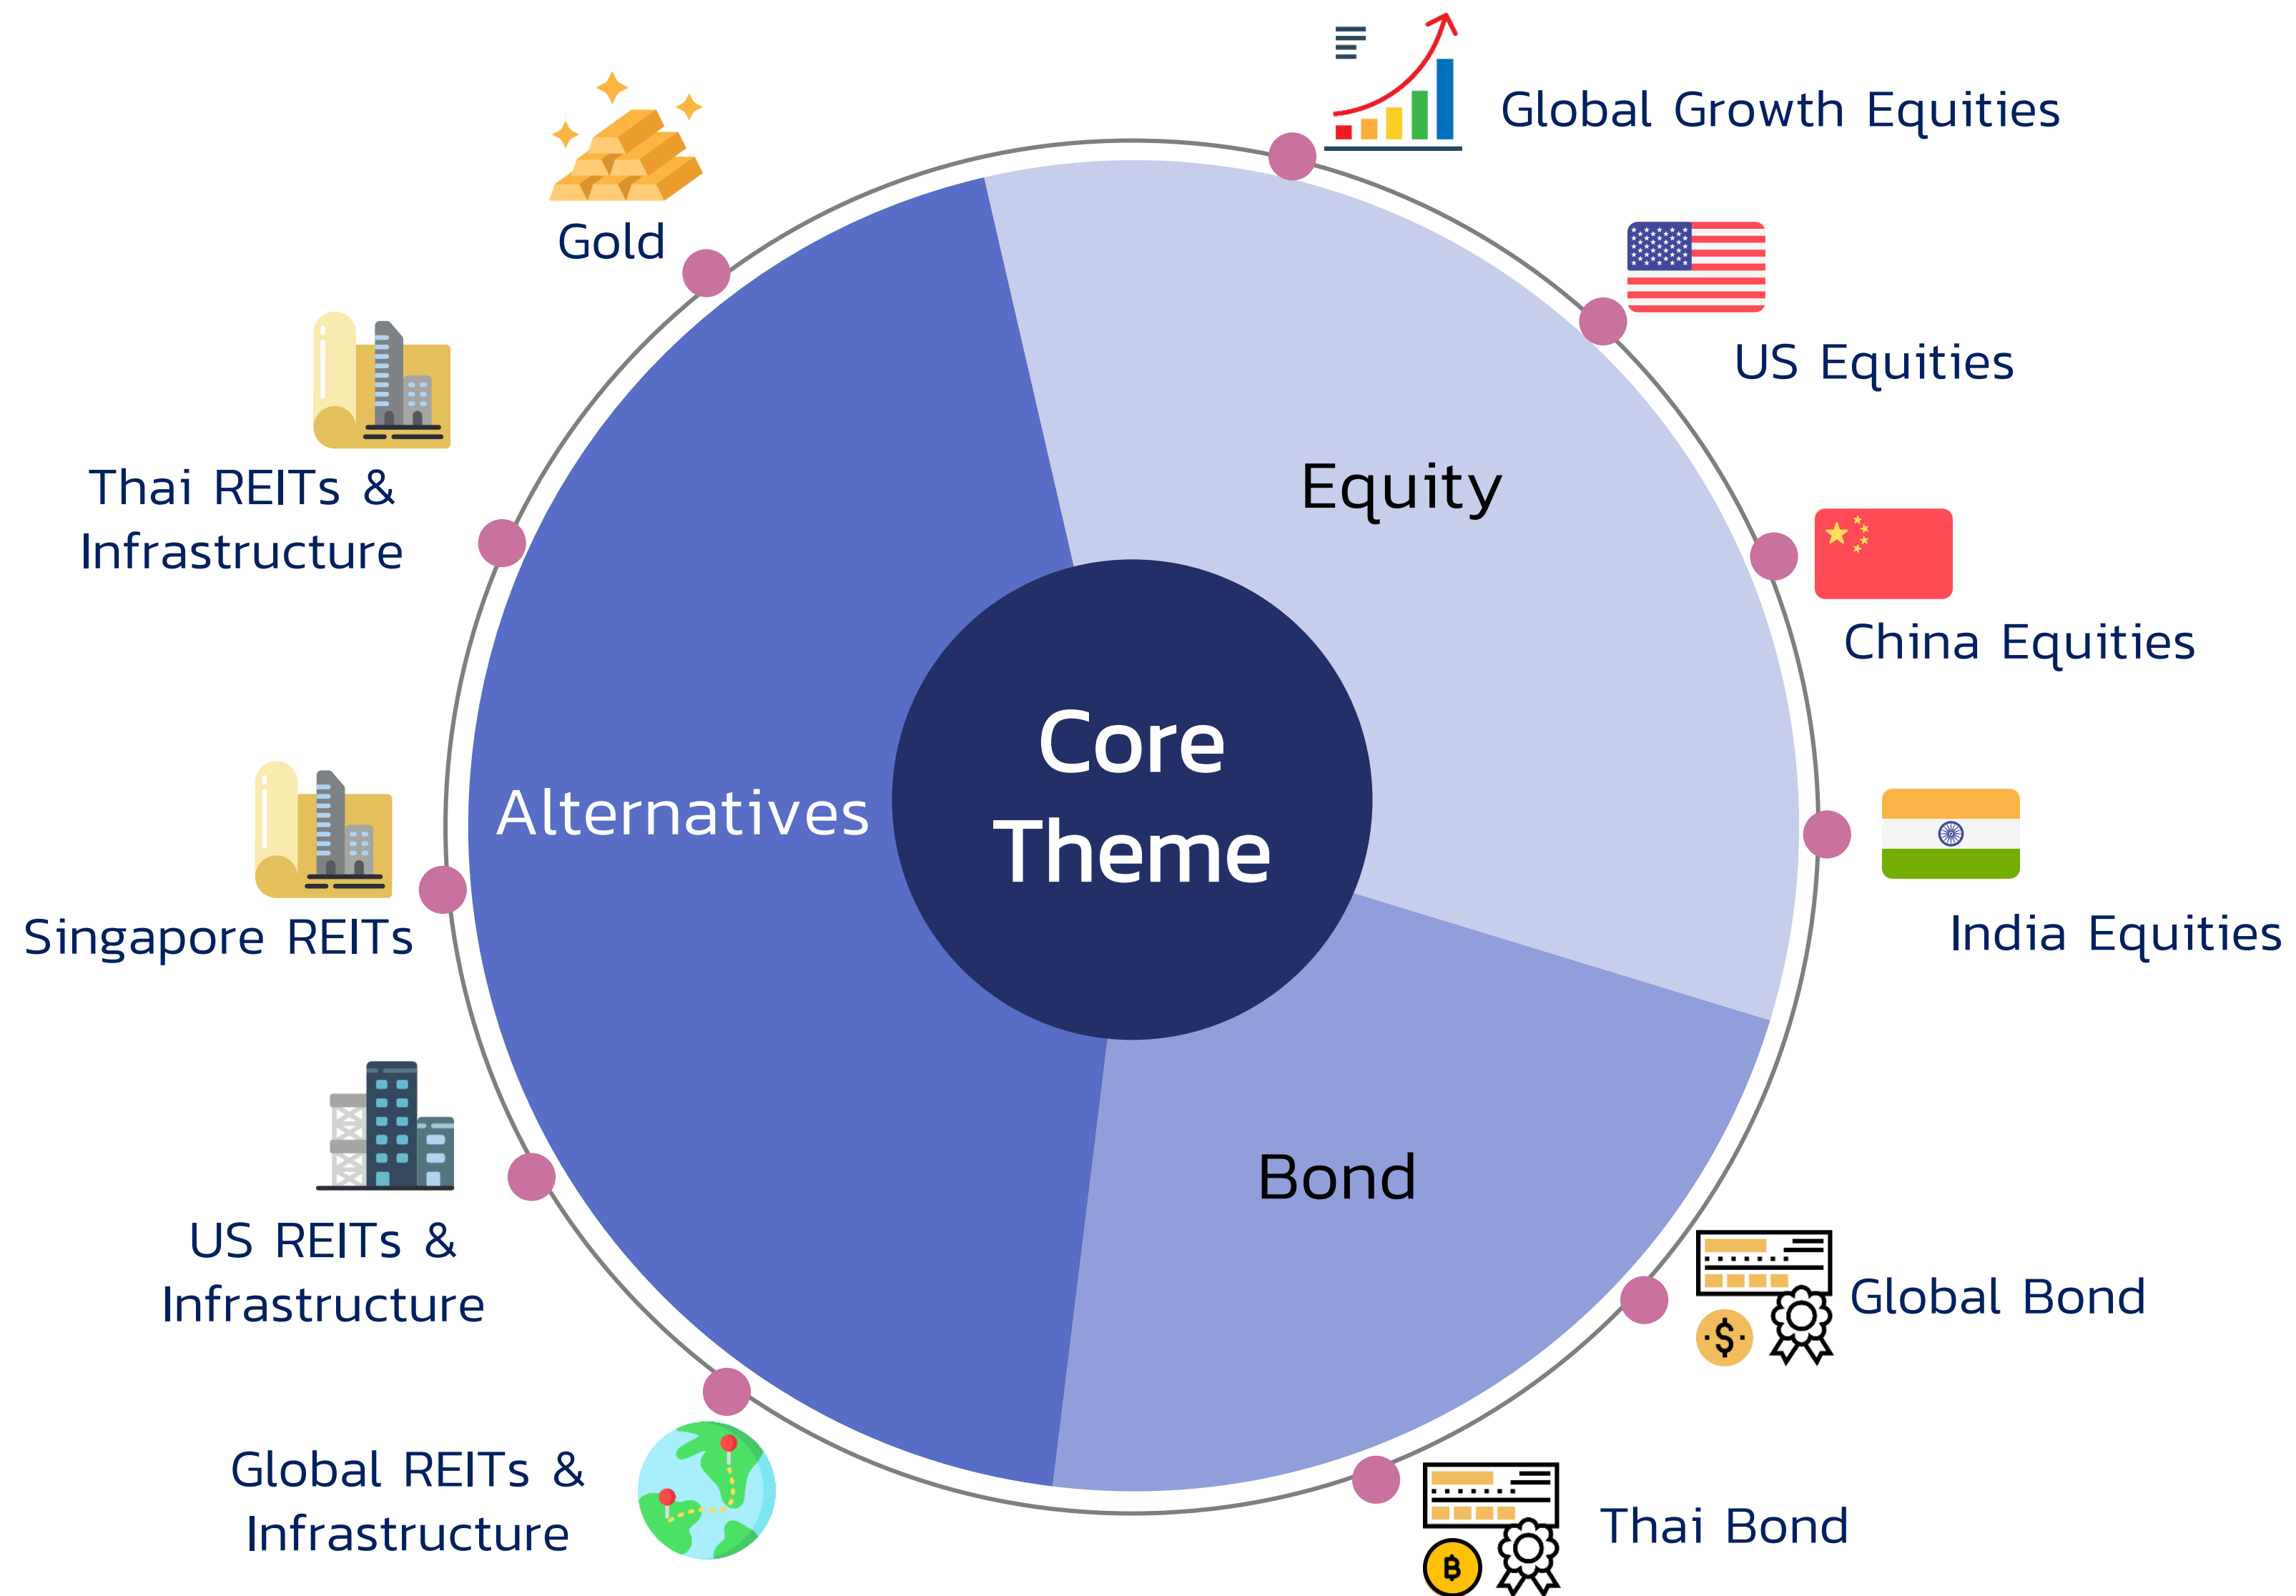 Global Growth Equities
Gold
US Equities
Equity
Thai REITs &
Infrastructure
China Equities
Core
Theme
Alternatives
Singapore REITs
India Equities
Bond
US REITs &
Infrastructure
Global Bond
$
Global REITs &
Infrastructure
Thai Bond
B